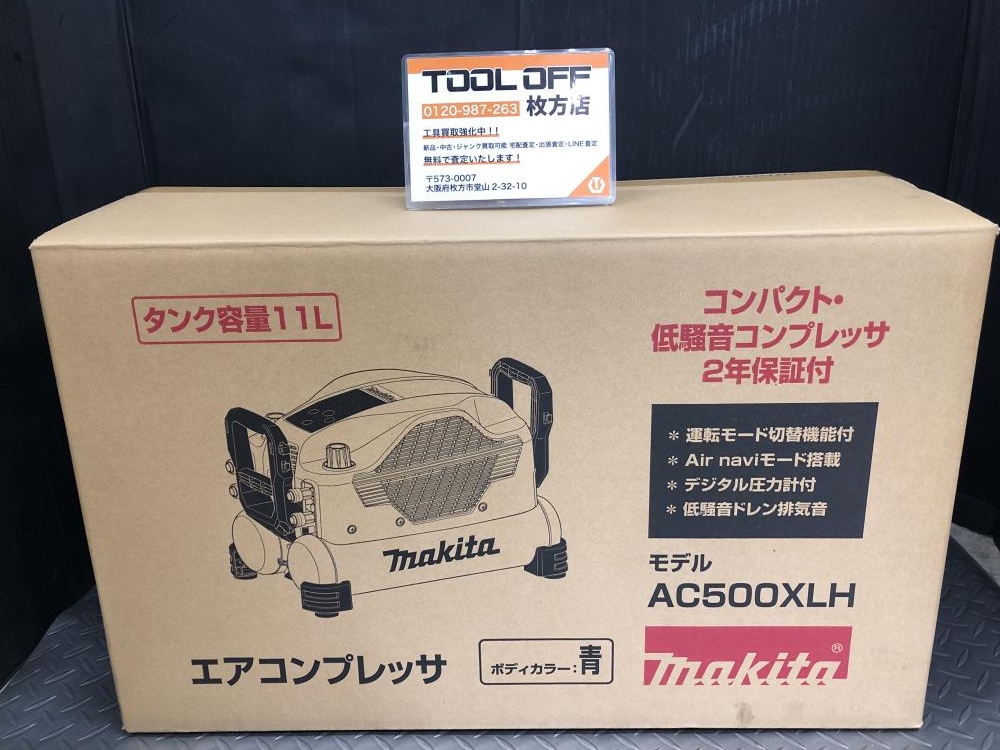 TOOL OFF
0120-987-263 枚方店
工具買取強化中！！
新品・中古・ジャンク買取可能 宅配査定・出張査定・LINE査定
無料で査定いたします！
〒573-0007
大阪府枚方市堂山 2-32-10
タンク容量11L
コンパクト・
低騒音コンプレッサ
2年保証付
＊ 運転モード切替機能付
＊ Air naviモード搭載
＊ デジタル圧力計付
＊ 低騒音ドレン排気音
makita
makita
モデル
AC500XLH
エアコンプレッサ
ボディカラー：青
makita®